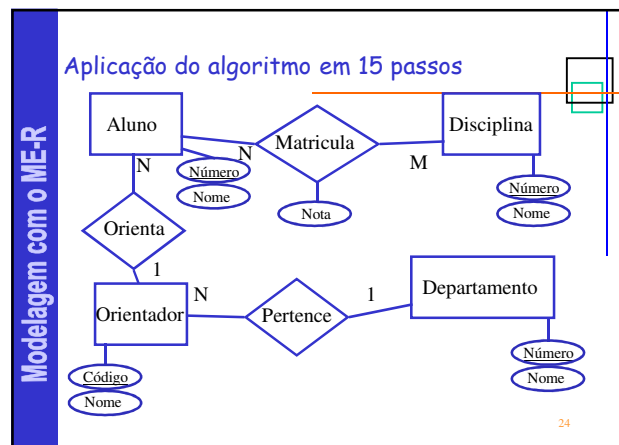 Aplicação do algoritmo em 15 passos
Modelagem com o ME-R
Aluno
Matricula
Disciplina
N
N
M
Número
Nome
Nota
Número
Nome
Orienta
1
Orientador
N
Pertence
1
Departamento
Código
Nome
Número
Nome
24